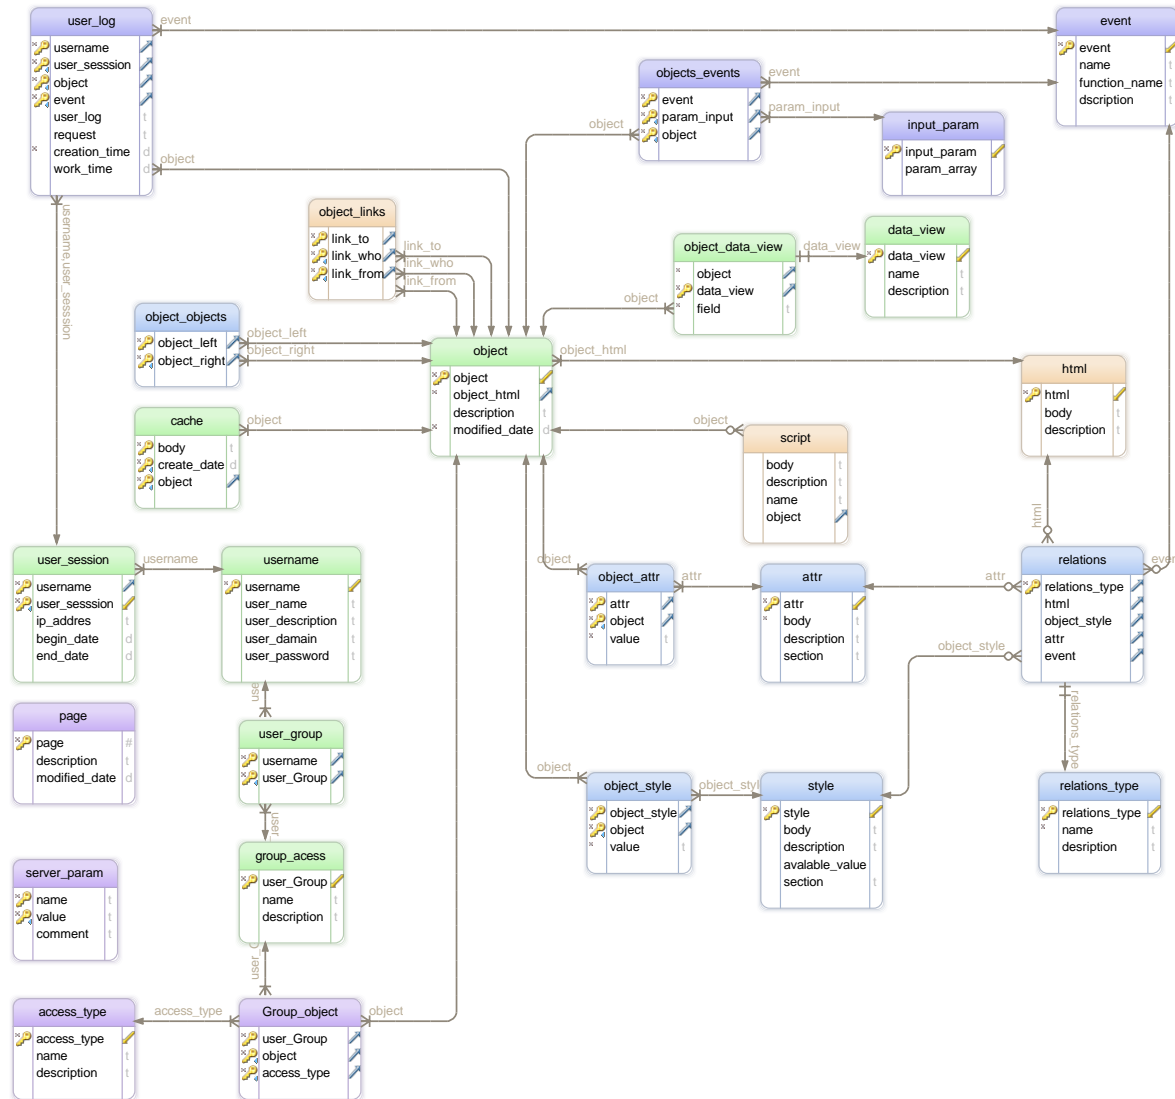 user_log
username
user_sesssion
object
event
user_log
request
t
t
creation_time
d
work_time
d
event
object
username,user_sesssion
event
event
name
t
function_name
t
dscription
t
objects_events
event
param_input
object
event
param_input
object
input_param
input_param
param_array
object_links
link_to
link_who
link_from
link_to
link_who
link_from
object_data_view
object
data_view
field
t
data_view
object
data_view
data_view
name
t
description
t
object_objects
object_left
object_right
object_left
object_right
object
object
object_html
description
t
modified_date
d
object_html
html
html
body
t
description
t
cache
body
t
create_date
d
object
object
script
body
t
description
t
name
t
object
object
html
user_session
username
user_sesssion
ip_addres
t
begin_date
d
end_date
d
username
username
username
user_name
t
user_description
t
user_damain
t
user_password
t
object
object_attr
attr
object
value
t
attr
attr
attr
body
t
description
t
section
t
attr
relations
relations_type
html
object_style
attr
event
even
object_style
relations_type
page
page
#
description
t
modified_date
d
use
user_group
username
user_Group
user
object
object_style
object_style
object
value
t
object_styl
style
style
body
t
description
t
avalable_value
section
t
relations_type
relations_type
name
t
desription
t
group_acess
user_Group
name
t
description
t
server_param
name
t
value
t
comment
t
user_G
access_type
access_type
name
t
description
t
access_type
Group_object
user_Group
object
access_type
object